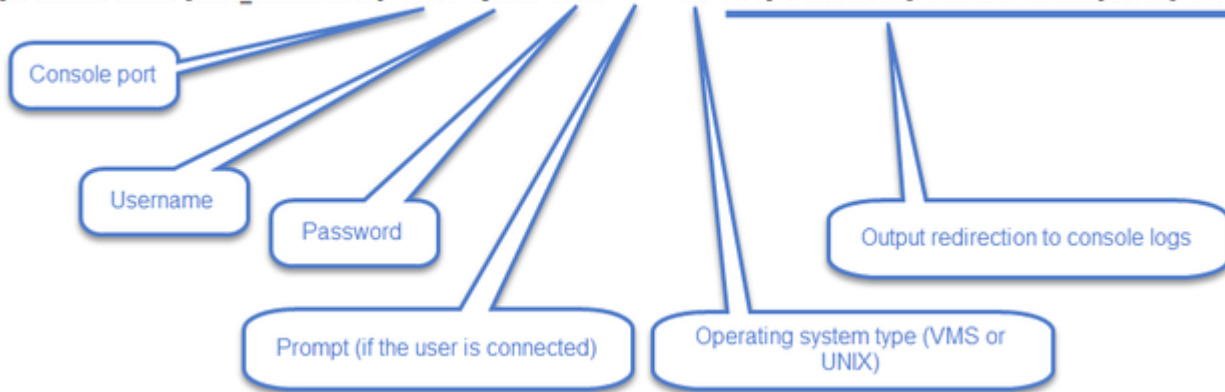 Console port
Username
Password
Output redirection to console logs
Prompt (if the user is connected)
Operating system type (VMS or
UNIX)